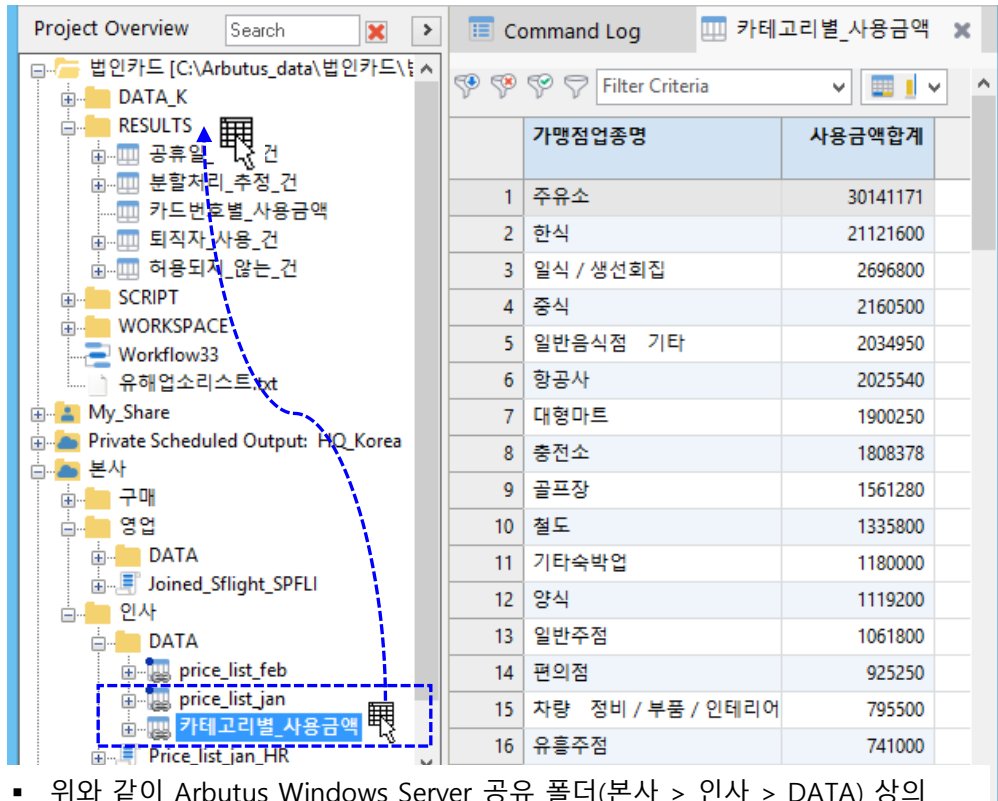 Project Overview
Search
법인카드 [C:\Arbutus_data\법인카드\
DATA_K
RESULTS
공휴일_ 건
분할처리_추정_건
카드번호별_사용금액
퇴직자_사용_건
허용되지_않는_건
SCRIPT
WORKSPACE
Workflow33
유해업소리스트.txt
My_Share
Private Scheduled Output: HQ_Korea
본사
구매
영업
DATA
Joined_Sflight_SPFLI
인사
DATA
price_list_feb
price_list_jan
카테고리별_사용금액
Price_list_jan_HR
Command Log
카테고리별_사용금액
Filter Criteria
가맹점업종명 사용금액합계
1 주유소 30141171
2 한식 21121600
3 일식 / 생선회집 2696800
4 중식 2160500
5 일반음식점 기타 2034950
6 항공사 2025540
7 대형마트 1900250
8 충전소 1808378
9 골프장 1561280
10 철도 1335800
11 기타숙박업 1180000
12 양식 1119200
13 일반주점 1061800
14 편의점 925250
15 차량 정비 / 부품 / 인테리어 795500
16 유흥주점 741000
▪ 위와 같이 Arbutus Windows Server 공유 폴더(본사 > 인사 > DATA) 상의